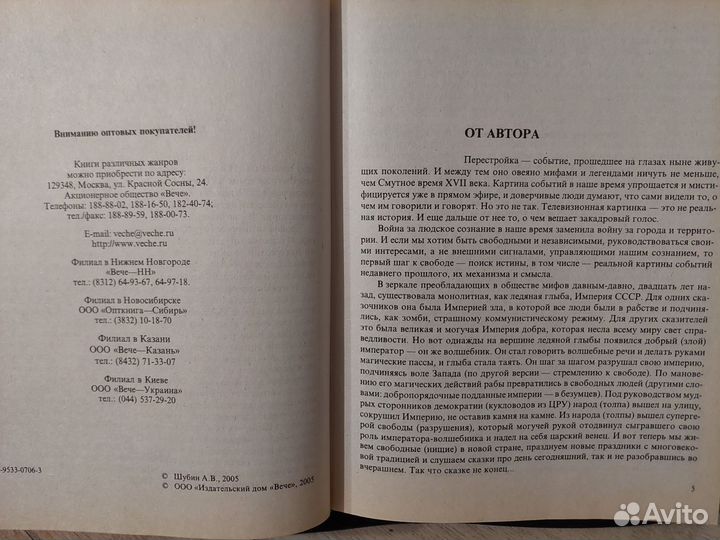 Вниманию оптовых покупателей!
Книги различных жанров
можно приобрести по адресу:
129348, Москва, ул. Красной Сосны, 24.
Акционерное общество «Вече».
Телефоны: 188-88-02, 188-16-50, 182-40-74;
тел./факс: 188-89-59, 188-00-73.
E-mail: veche@veche.ru
http://www.veche.ru
Филиал в Нижнем Новгороде
«Вече—НН»
тел.: (8312) 64-93-67, 64-97-18.
Филиал в Новосибирске
ООО «Опткнига—Сибирь»
тел.: (3832) 10-18-70
Филиал в Казани
ООО «Вече—Казань»
тел.: (8432) 71-33-07
Филиал в Киеве
ООО «Вече—Украина»
тел.: (044) 537-29-20
-9533-0706-3
© Шубин А.В., 2005
© ООО «Издательский дом «Вече», 2005
ОТ АВТОРА
Перестройка — событие, прошедшее на глазах ныне живу-
щих поколений. И между тем оно овеяно мифами и легендами ничуть не меньше,
чем Смутное время XVII века. Картина событий в наше время упрощается и мисти-
фицируется уже в прямом эфире, и доверчивые люди думают, что сами видели то, о
чем им говорили и говорят. Но это не так. Телевизионная картинка — это не реаль-
ная история. И еще дальше от нее то, о чем вещает закадровый голос.
Война за людское сознание в наше время заменила войну за города и террито-
рии. И если мы хотим быть свободными и независимыми, руководствоваться свои-
ми интересами, а не внешними сигналами, управляющими нашим сознанием, то
первый шаг к свободе — поиск истины, в том числе — реальной картины событий
недавнего прошлого, их механизма и смысла.
В зеркале преобладающих в обществе мифов давным-давно, двадцать лет на-
зад, существовала монолитная, как ледяная глыба, Империя СССР. Для одних сказ-
зочников она была Империей зла, в которой все люди были в рабстве и подчиня-
лись, как зомби, страшному коммунистическому режиму. Для других сказителей
это была великая и могучая Империя добра, которая несла всему миру свет спра-
ведливости. Но вот однажды на вершине ледяной глыбы появился добрый (злой)
император — он же волшебник. Он стал говорить волшебные речи и делать руками
магические пассы, и глыба стала таять. Он шаг за шагом разрушал свою империю,
подчиняясь воле Запада (по другой версии — стремлению к свободе). По манове-
нию его магических действий рабы превратились в свободных людей (другими сло-
вами: добропорядочные подданные империи — в безумцев). Под руководством муд-
рых сторонников демократии (кукловодов из ЦРУ) народ (толпа) вышел на улицу,
сокрушил Империю, не оставив камня на камне. Из народа (толпы) вышел суперге-
рой свободы (разрушения), который могучей рукой отодвинул сыгравшего свою
роль императора-волшебника и надел на себя царский венец. И вот теперь мы жи-
вем свободные (нищие) в новой стране, празднуем новые праздники с многовеко-
вой традицией и слушаем сказки про день сегодняшний, так и не разобравшись во
вчерашнем. Так что сказке не конец...
5
Avito